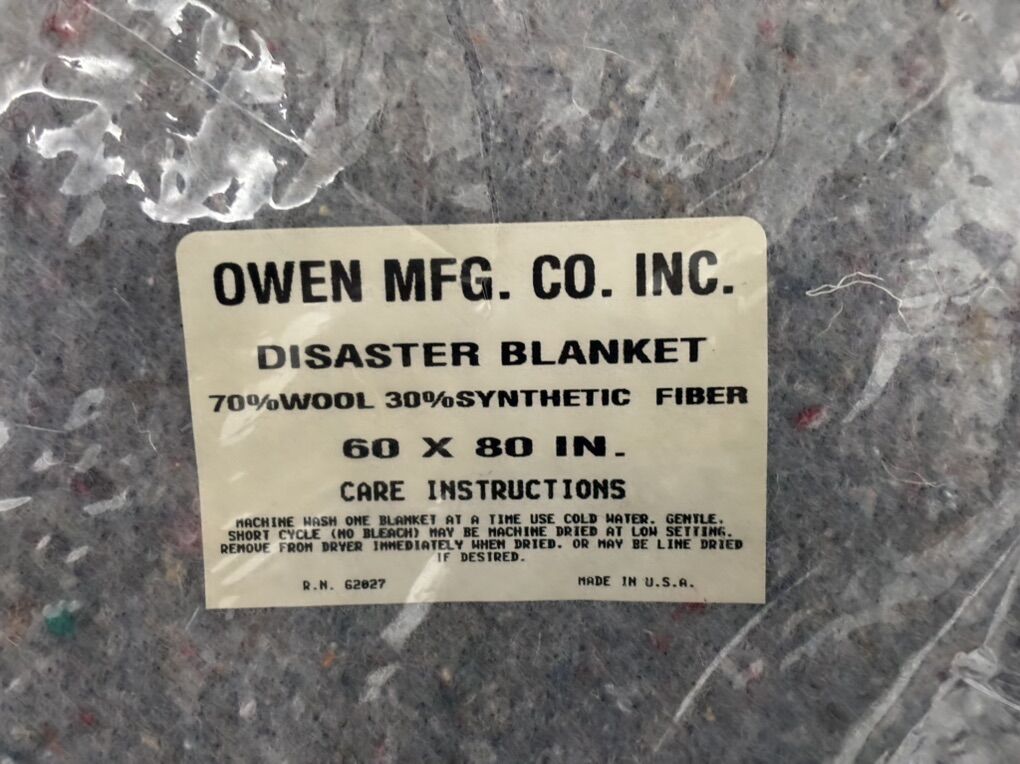 OWEN MFG. CO. INC.
DISASTER BLANKET
70%WOOL 30%SYNTHETIC FIBER
60 X 80 IN.
CARE INSTRUCTIONS
MACHINE WASH ONE BLANKET AT A TIME USE COLD WATER. GENTLE,
SHORT CYCLE (NO BLEACH) MAY BE MACHINE DRIED AT LOW SETTING.
REMOVE FROM DRYER IMMEDIATELY WHEN DRIED. OR MAY BE LINE DRIED
IF DESIRED.
R.N. 62027 MADE IN U.S.A.